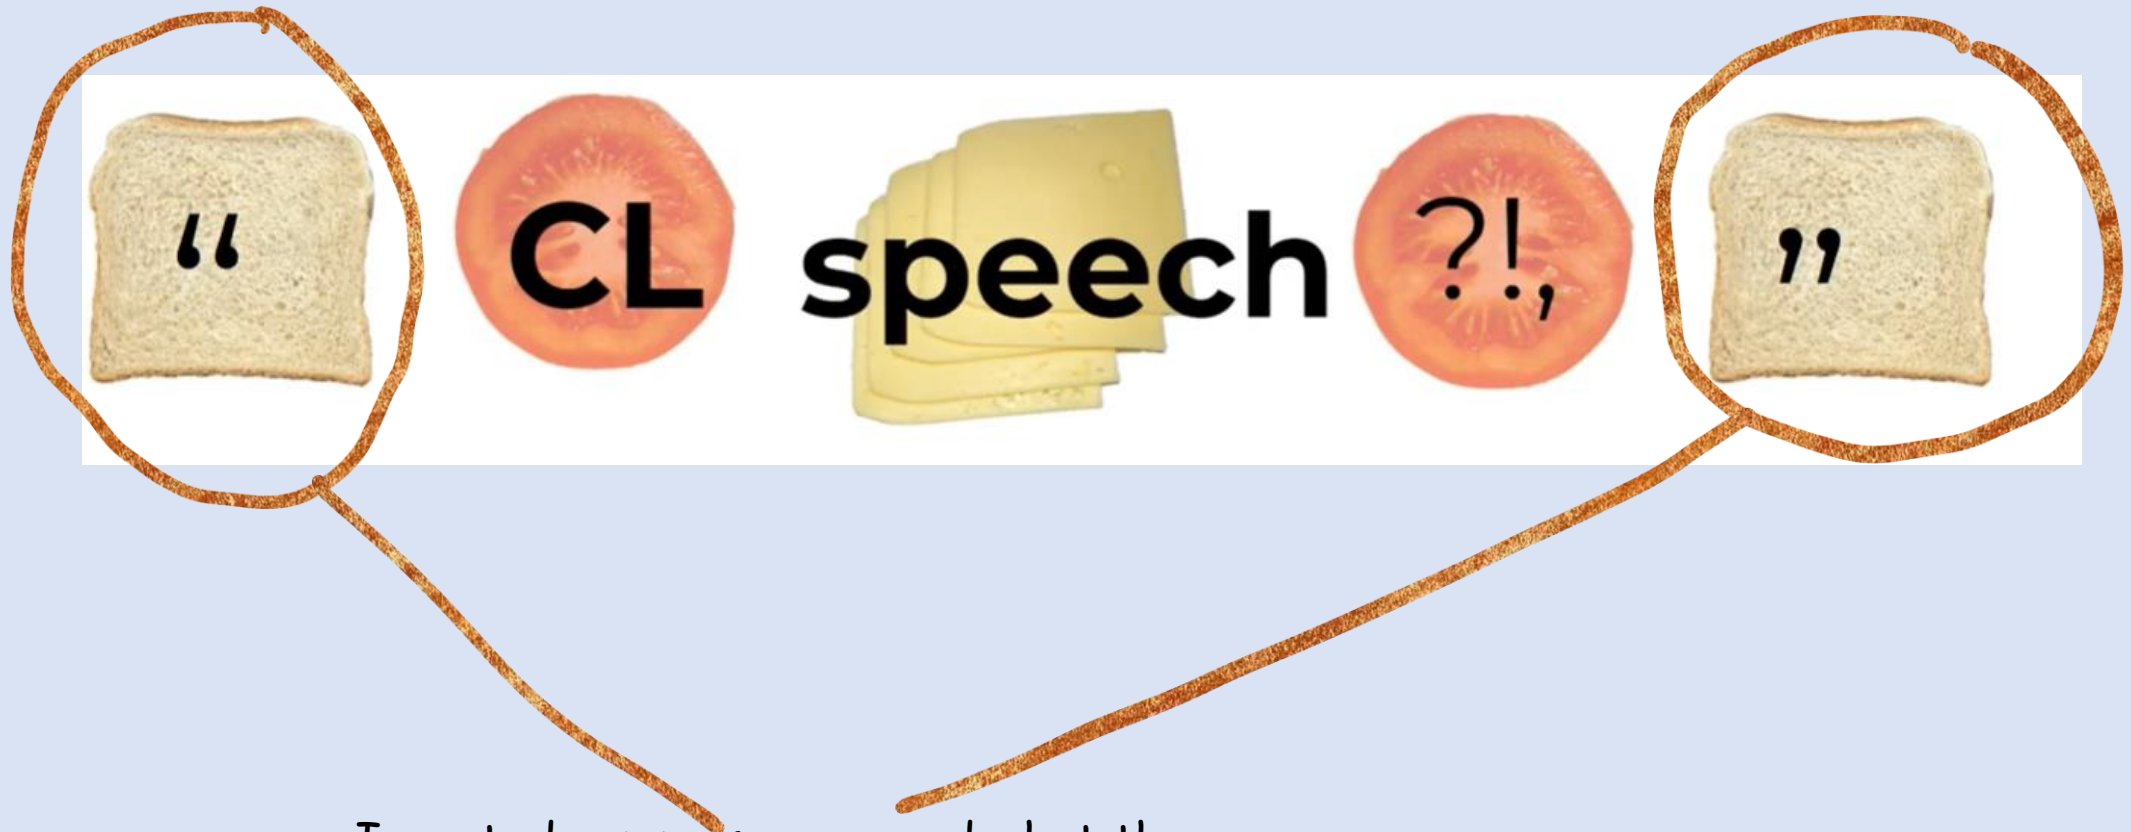 “ CL speech ?!, ”